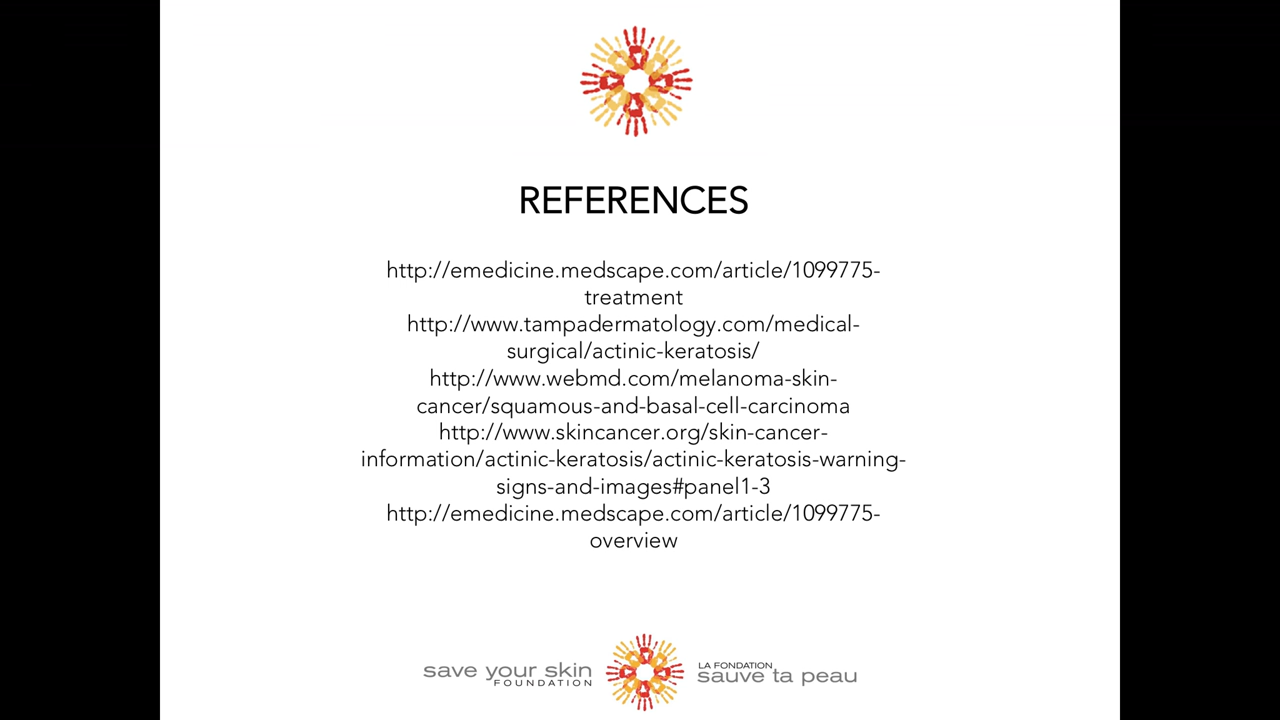 REFERENCES
http://emedicine.medscape.com/article/1099775-
treatment
http://www.tampadermatology.com/medical-
surgical/actinic-keratosis/
http://www.webmd.com/melanoma-skin-
cancer/squamous-and-basal-cell-carcinoma
http://www.skincancer.org/skin-cancer-
information/actinic-keratosis/actinic-keratosis-warning-
signs-and-images#panel1-3
http://emedicine.medscape.com/article/1099775-
overview
save your skin
FOUNDATION
LA FONDATION
sauve ta peau